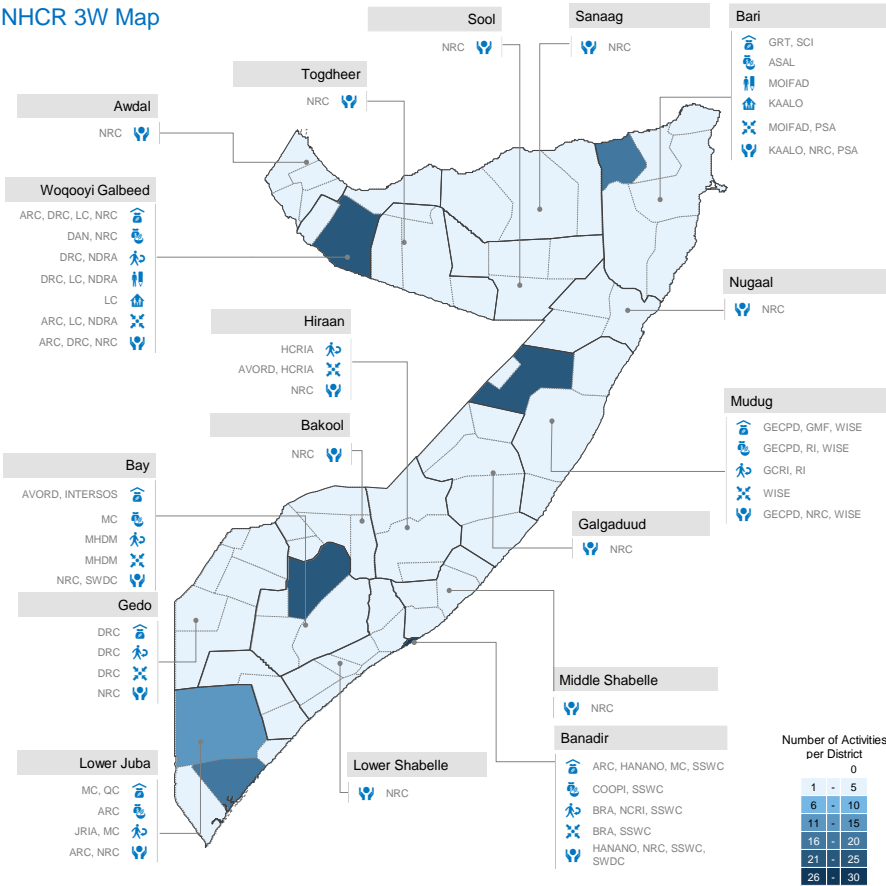 NHCR 3W Map
Sool
NRC
Sanaag
NRC
Bari
GRT, SCI
ASAL
MOIFAD
KAALO
MOIFAD, PSA
KAALO, NRC, PSA
Togdheer
NRC
Awdal
NRC
Woqooyi Galbeed
ARC, DRC, LC, NRC
DAN, NRC
DRC, NDRA
DRC, LC, NDRA
LC
ARC, LC, NDRA
ARC, DRC, NRC
Nugaal
NRC
Hiraan
HCRIA
AVORD, HCRIA
NRC
Mudug
GECPD, GMF, WISE
GECPD, RI, WISE
GCRI, RI
WISE
GECPD, NRC, WISE
Bakool
NRC
Bay
AVORD, INTERSOS
MC
MHDM
MHDM
NRC, SWDC
Galgaduud
NRC
Gedo
DRC
DRC
DRC
NRC
Middle Shabelle
NRC
Banadir
ARC, HANANO, MC, SSWC
COOPI, SSWC
BRA, NCRI, SSWC
BRA, SSWC
HANANO, NRC, SSWC,
SWDC
Lower Juba
MC, QC
ARC
JRIA, MC
ARC, NRC
Lower Shabelle
NRC
Number of Activities
per District
0
1 - 5
6 - 10
11 - 15
16 - 20
21 - 25
26 - 30